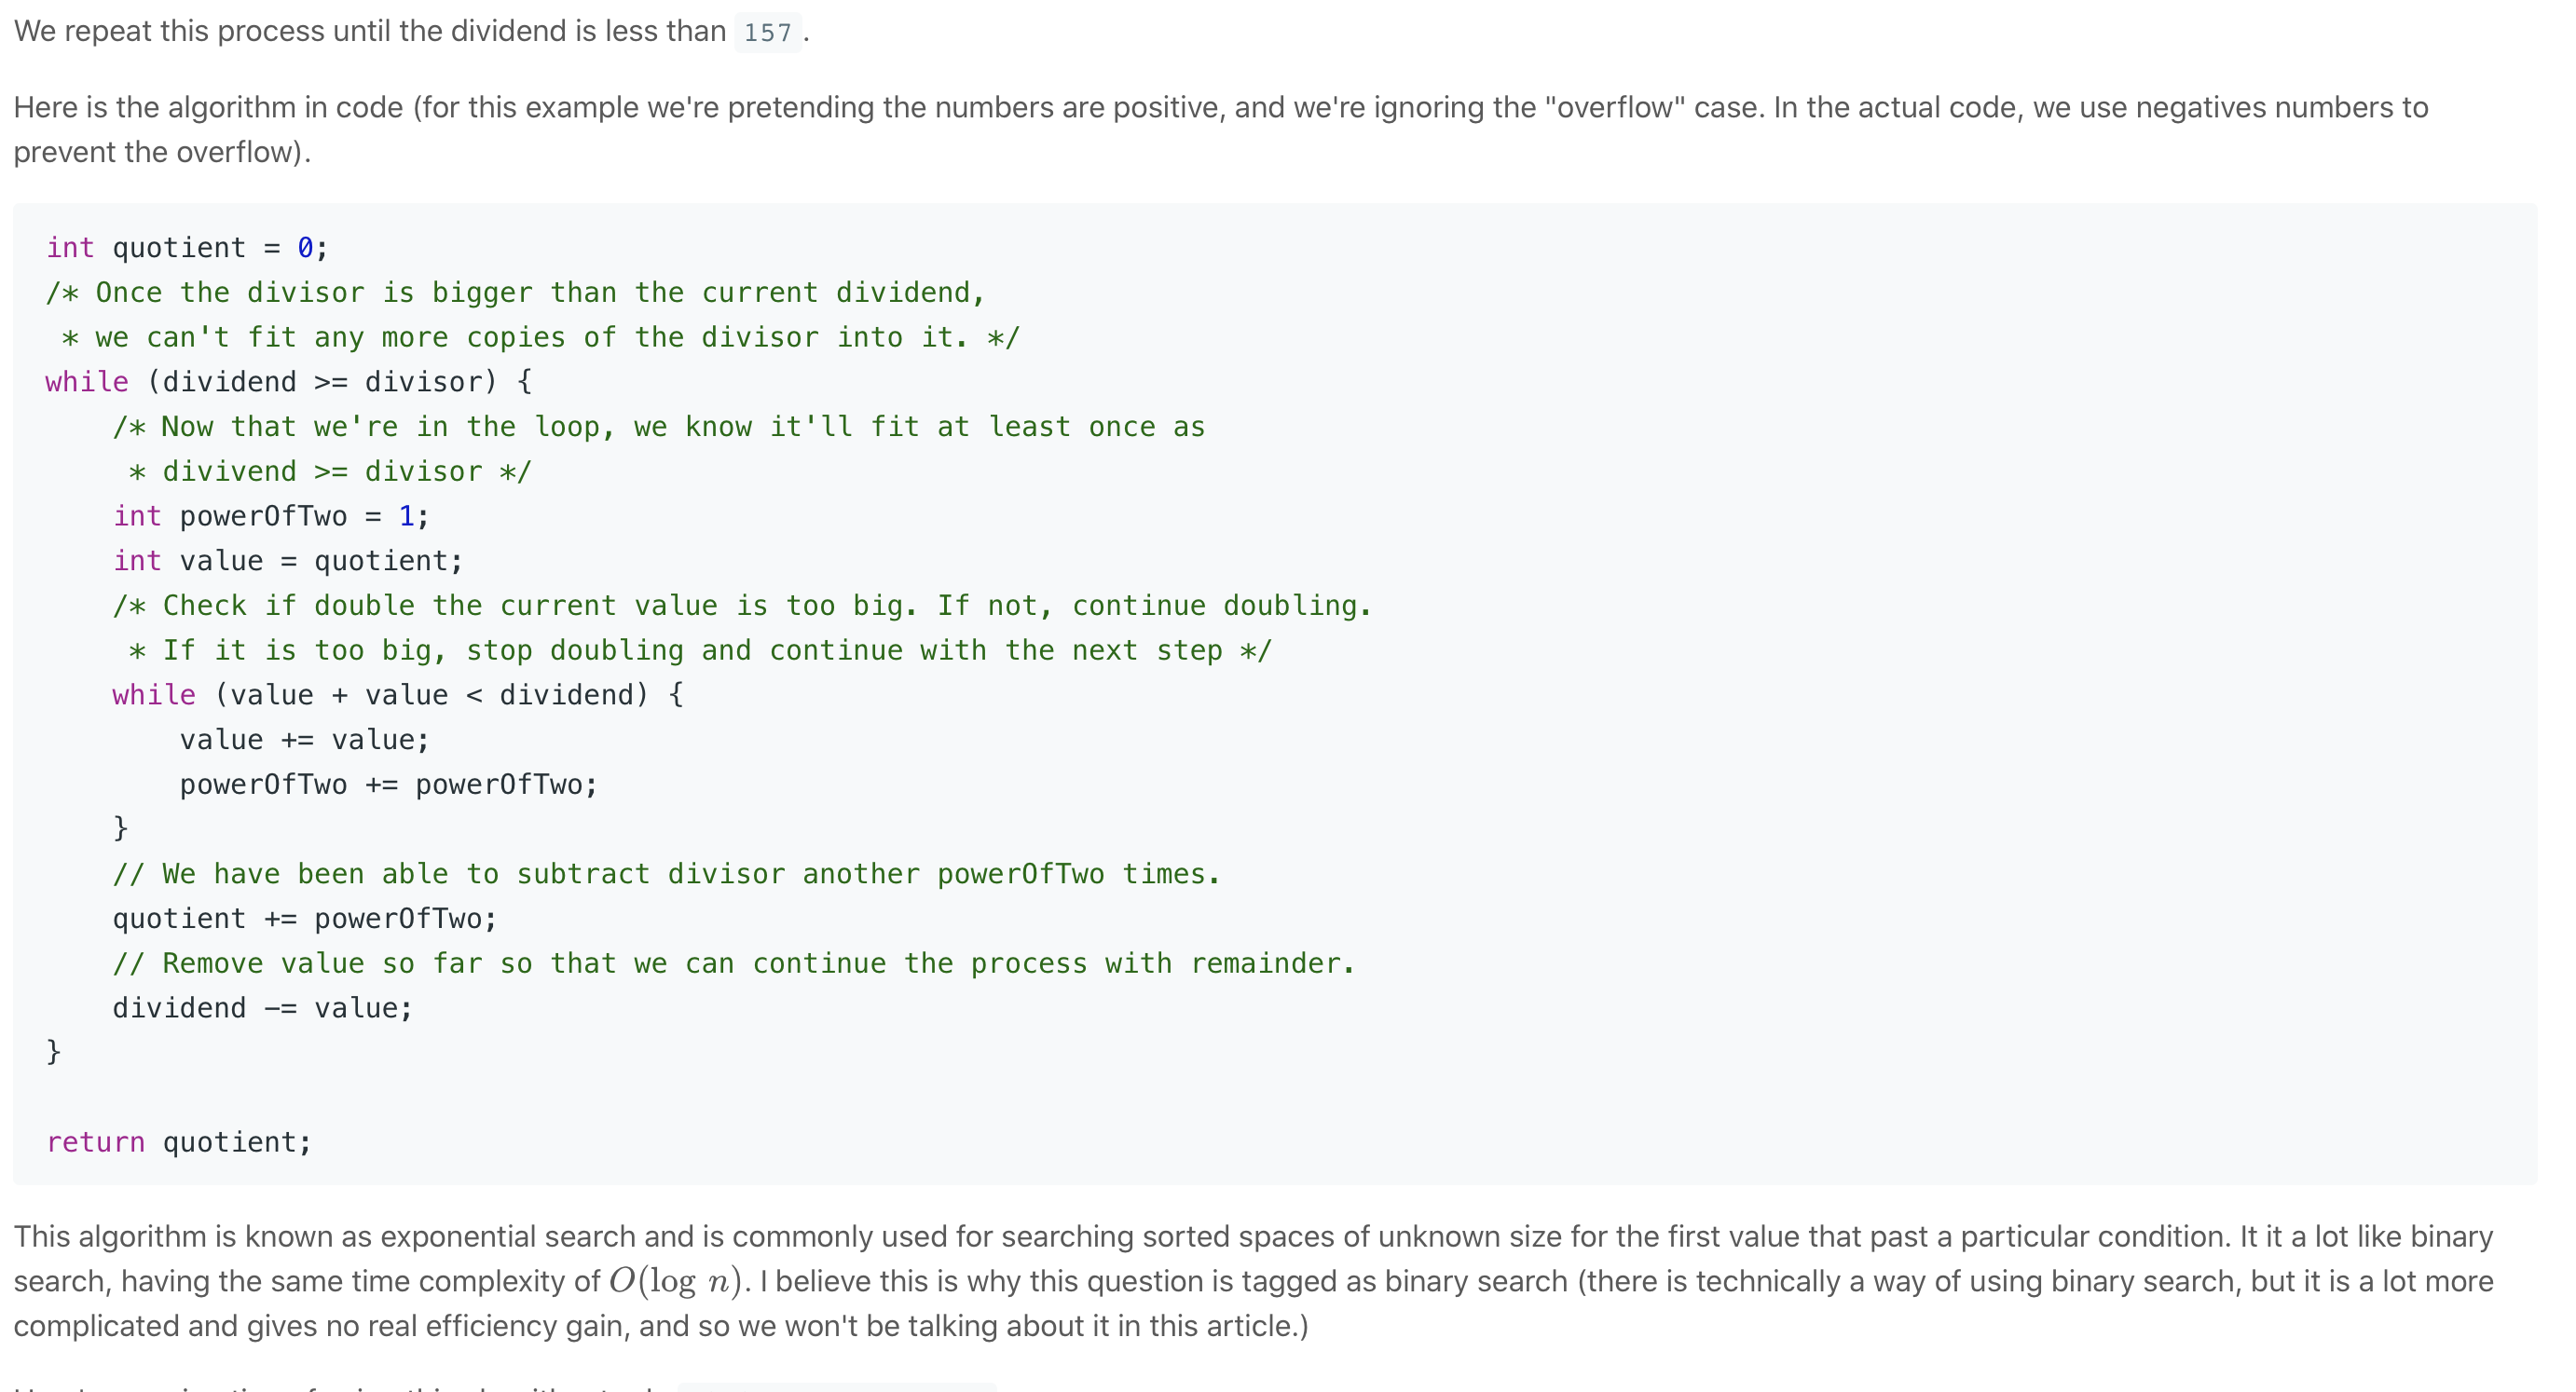 We repeat this process until the dividend is less than 157 .
Here is the algorithm in code (for this example we're pretending the numbers are positive, and we're ignoring the "overflow" case. In the actual code, we use negatives numbers to
prevent the overflow).
int quotient = 0;
/* Once the divisor is bigger than the current dividend,
 * we can't fit any more copies of the divisor into it. */
while (dividend >= divisor) {
    /* Now that we're in the loop, we know it'll fit at least once as
     * divivend >= divisor */
    int powerOfTwo = 1;
    int value = quotient;
    /* Check if double the current value is too big. If not, continue doubling.
     * If it is too big, stop doubling and continue with the next step */
    while (value + value < dividend) {
        value += value;
        powerOfTwo += powerOfTwo;
    }
    // We have been able to subtract divisor another powerOfTwo times.
    quotient += powerOfTwo;
    // Remove value so far so that we can continue the process with remainder.
    dividend -= value;
}
return quotient;
This algorithm is known as exponential search and is commonly used for searching sorted spaces of unknown size for the first value that past a particular condition. It it a lot like binary
search, having the same time complexity of O(log n). I believe this is why this question is tagged as binary search (there is technically a way of using binary search, but it is a lot more
complicated and gives no real efficiency gain, and so we won't be talking about it in this article.)